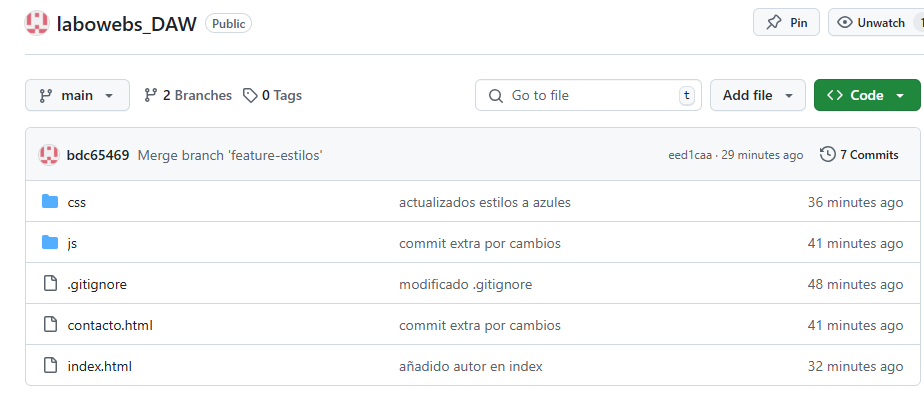 labowebs_DAW Public Pin Unwatch 1
main 2 Branches 0 Tags Go to file t Add file Code
bdc65469 Merge branch 'feature-estilos' eed1caa · 29 minutes ago 7 Commits
css actualizados estilos a azules 36 minutes ago
js commit extra por cambios 41 minutes ago
.gitignore modificado .gitignore 48 minutes ago
contacto.html commit extra por cambios 41 minutes ago
index.html añadido autor en index 32 minutes ago